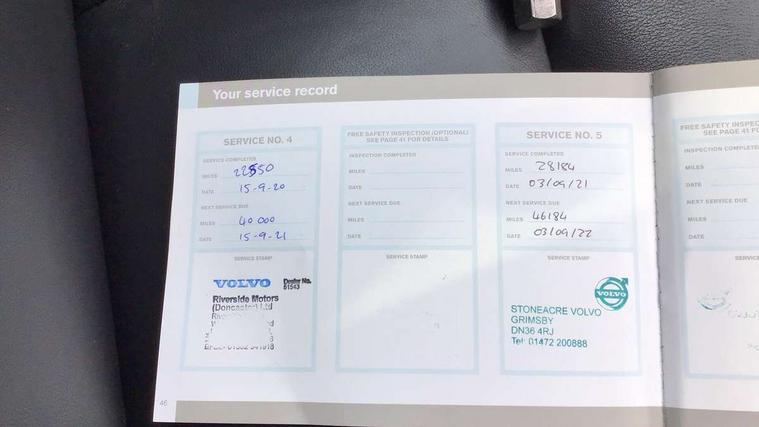 Your service record
SERVICE NO. 4
SERVICE COMPLETED
MILES 22550
DATE 15-9-20
NEXT SERVICE DUE
MILES 40 000
DATE 15-9-21
SERVICE STAMP
VOLVO Dealer No.
51543
Riverside Motors
(Doncaster) Ltd
FREE SAFETY INSPECTION (OPTIONAL)
SEE PAGE 41 FOR DETAILS
INSPECTION COMPLETED
MILES
DATE
NEXT SERVICE DUE
MILES
DATE
SERVICE STAMP
SERVICE NO. 5
SERVICE COMPLETED
MILES 28184
DATE 03/09/21
NEXT SERVICE DUE
MILES 46184
DATE 03/09/22
SERVICE STAMP
VOLVO
STONEACRE VOLVO
GRIMSBY
DN36 4RJ
Tel: 01472 200888
FREE SAFETY INSPEC
SEE PAGE 41
INSPECTION COMPLETE
MILES
DATE
NEXT SERVICE DUE
MILES
DATE
46